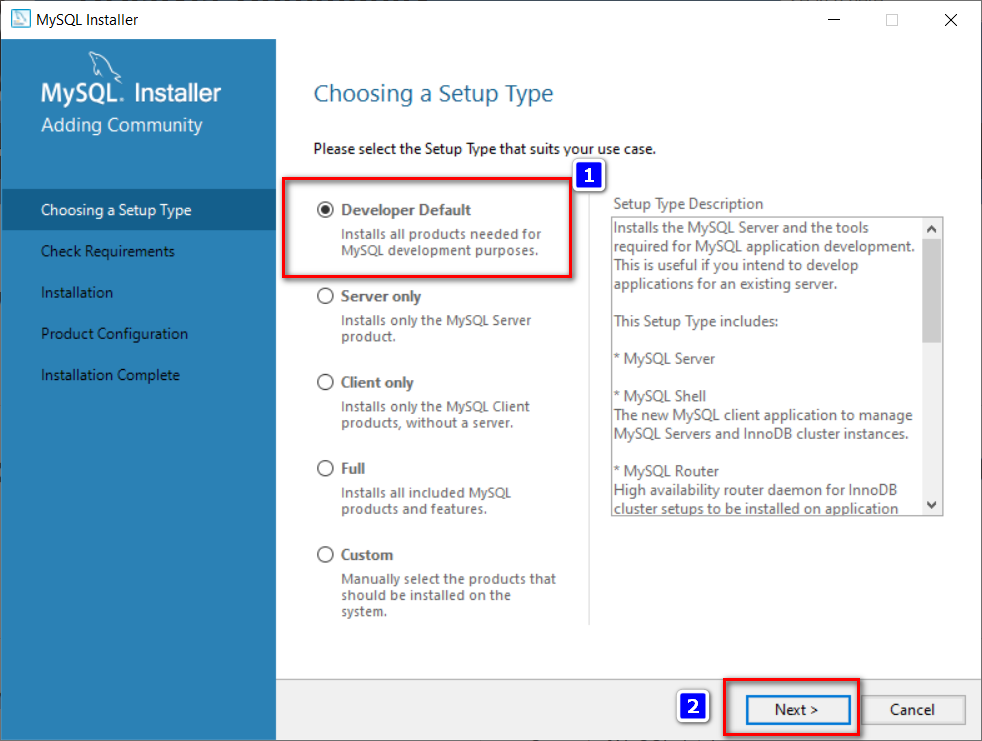 MySQL Installer
MySQL. Installer
Adding Community
Choosing a Setup Type
Check Requirements
Installation
Product Configuration
Installation Complete
Choosing a Setup Type
Please select the Setup Type that suits your use case.
1
Developer Default
Installs all products needed for
MySQL development purposes.
Server only
Installs only the MySQL Server
product.
Client only
Installs only the MySQL Client
products, without a server.
Full
Installs all included MySQL
products and features.
Custom
Manually select the products that
should be installed on the
system.
Setup Type Description
Installs the MySQL Server and the tools
required for MySQL application development.
This is useful if you intend to develop
applications for an existing server.
This Setup Type includes:
* MySQL Server
* MySQL Shell
The new MySQL client application to manage
MySQL Servers and InnoDB cluster instances.
* MySQL Router
High availability router daemon for InnoDB
cluster setups to be installed on application
2
Next >
Cancel